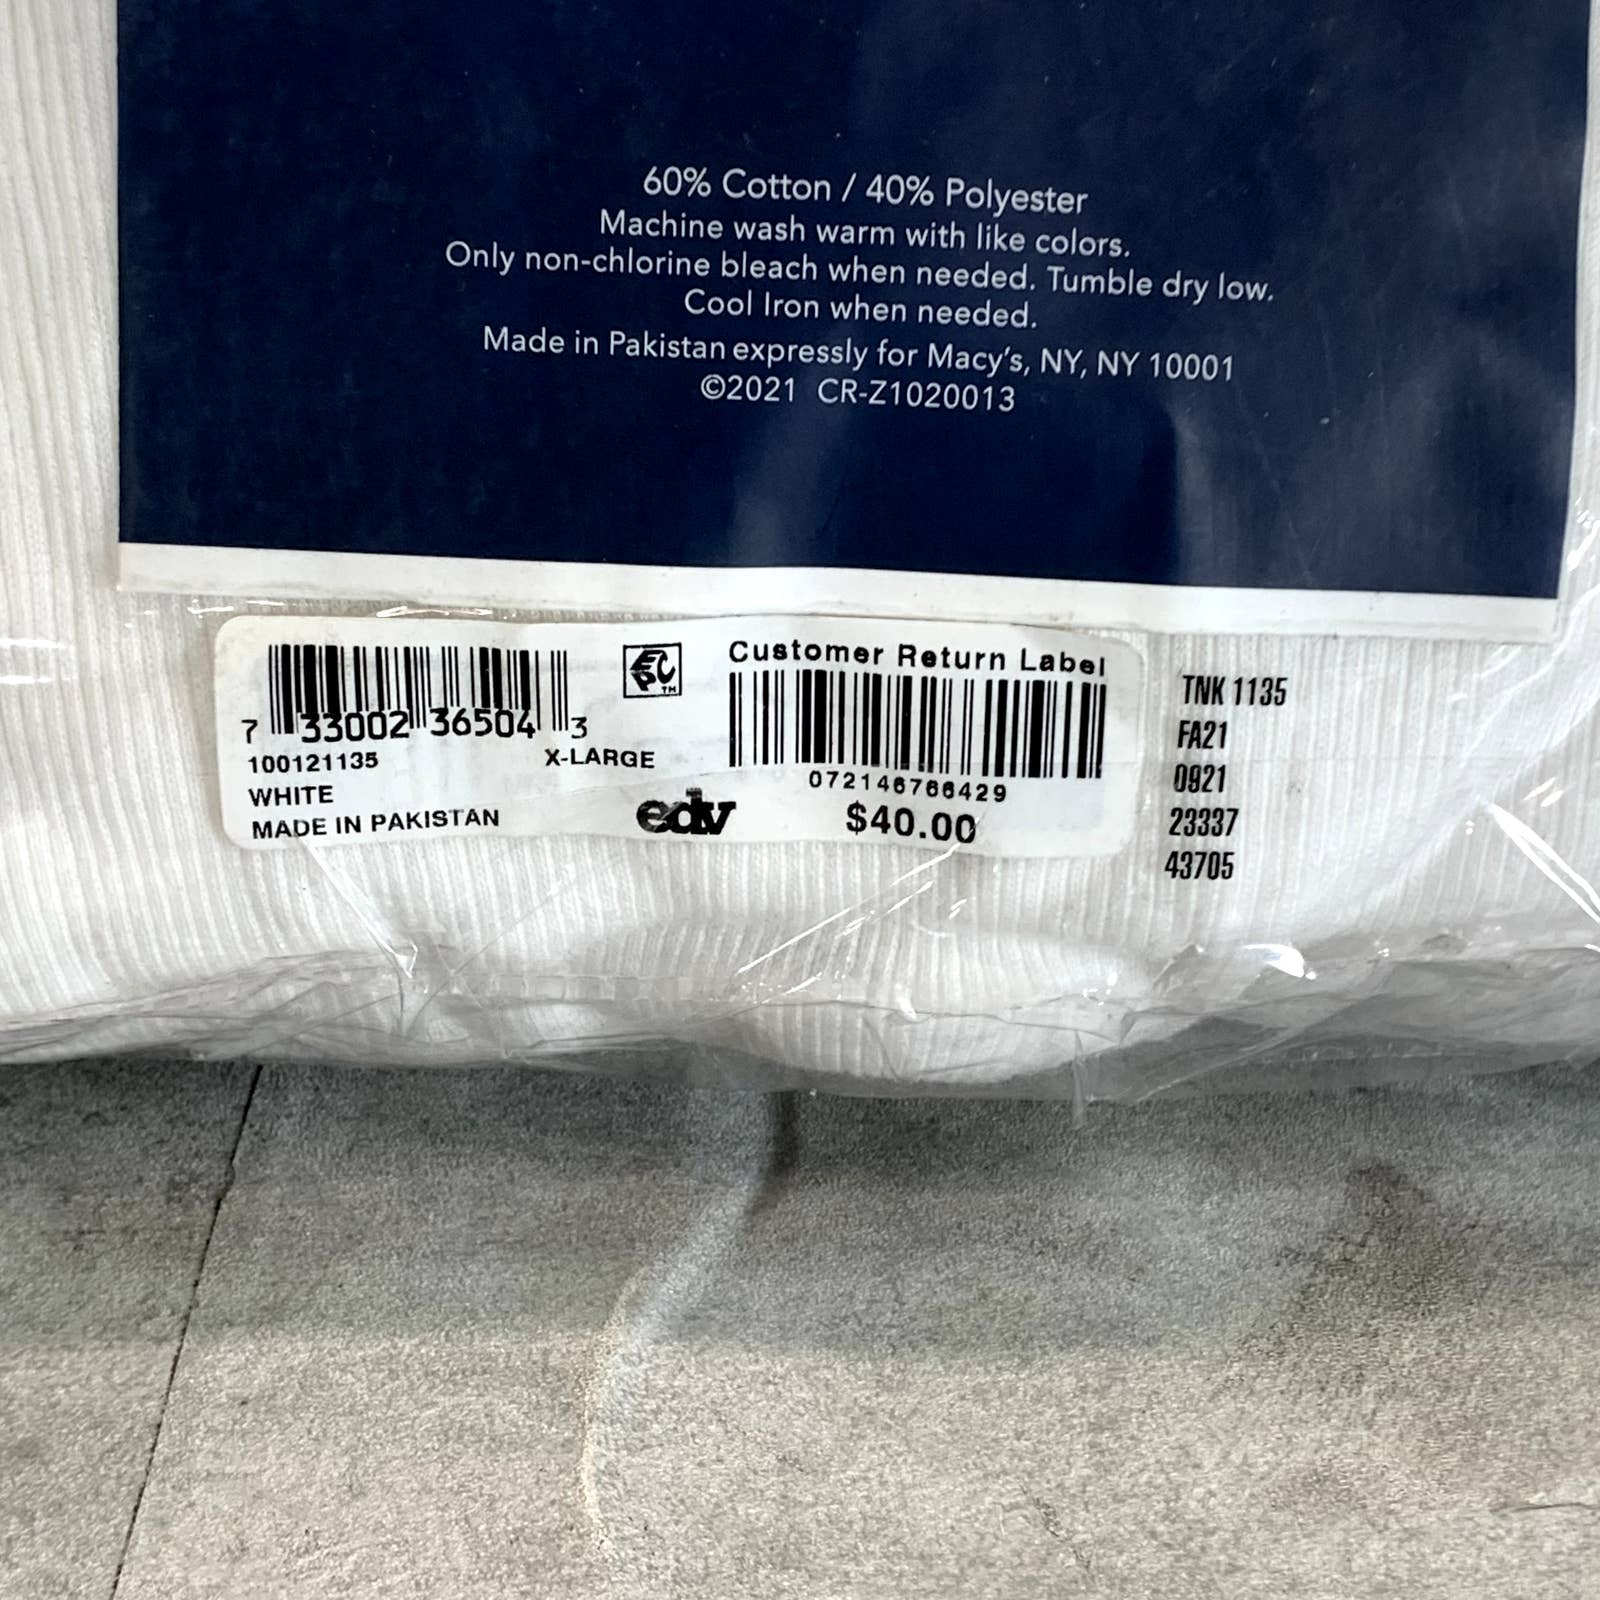 60% Cotton / 40% Polyester
Machine wash warm with like colors.
Only non-chlorine bleach when needed. Tumble dry low.
Cool Iron when needed.
Made in Pakistan expressly for Macy's, NY, NY 10001
©2021 CR-Z1020013
7 33002 36504 3
100121135 X-LARGE
WHITE
MADE IN PAKISTAN
EPC TM
edv
Customer Return Label
072146786429
$40.00
TNK 1135
FA21
0921
23337
43705